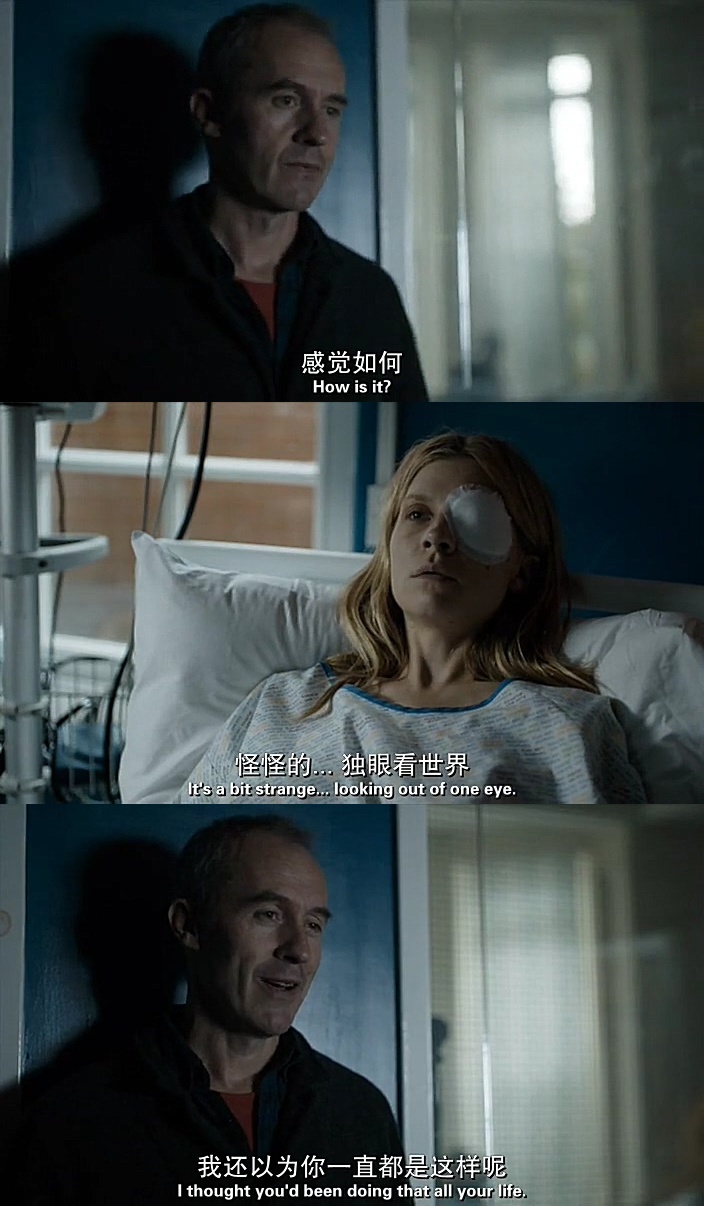 感觉如何
How is it?
怪怪的... 独眼看世界
It's a bit strange... looking out of one eye.
我还以为你一直都是这样呢
I thought you'd been doing that all your life.